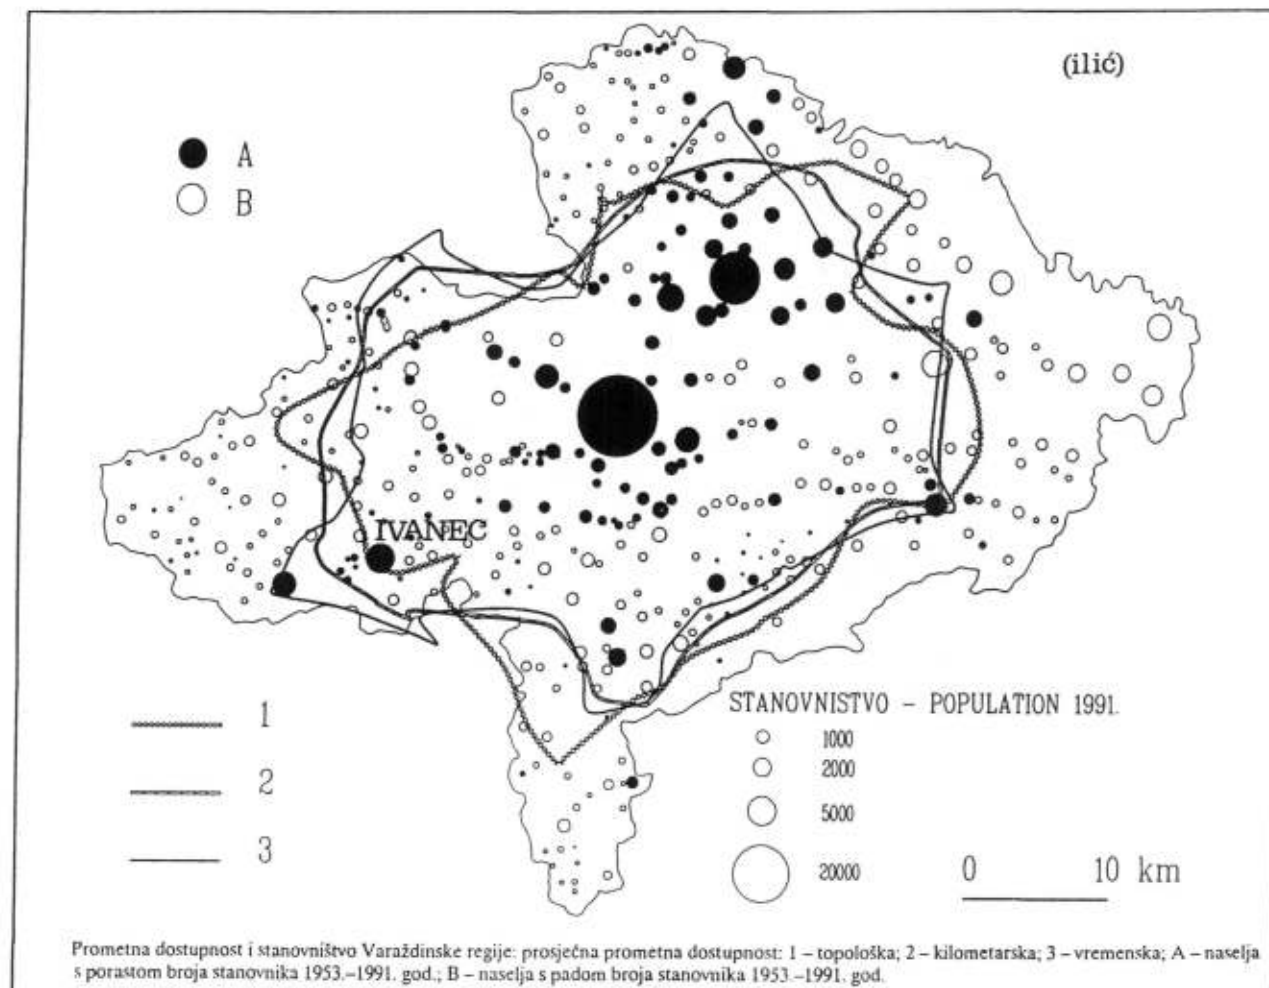 (ilić)
A
B
IVANEC
1
2
3
STANOVNISTVO – POPULATION 1991.
1000
2000
5000
20000
0 10 km
Prometna dostupnost i stanovništvo Varaždinske regije: prosječna prometna dostupnost: 1 – topološka; 2 – kilometarska; 3 – vremenska; A – naselja
s porastom broja stanovnika 1953.–1991. god.; B – naselja s padom broja stanovnika 1953.–1991. god.